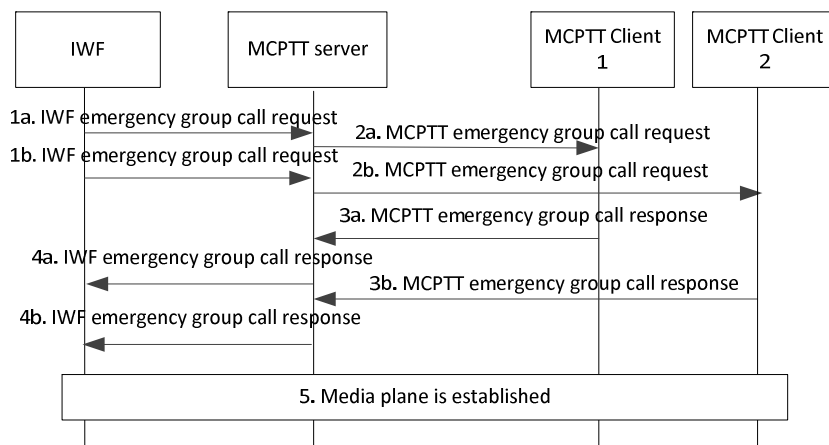 IWF
MCPTT server
MCPTT Client
1
MCPTT Client
2
1a. IWF emergency group call request
2a. MCPTT emergency group call request
1b. IWF emergency group call request
2b. MCPTT emergency group call request
3a. MCPTT emergency group call response
4a. IWF emergency group call response
3b. MCPTT emergency group call response
4b. IWF emergency group call response
5. Media plane is established